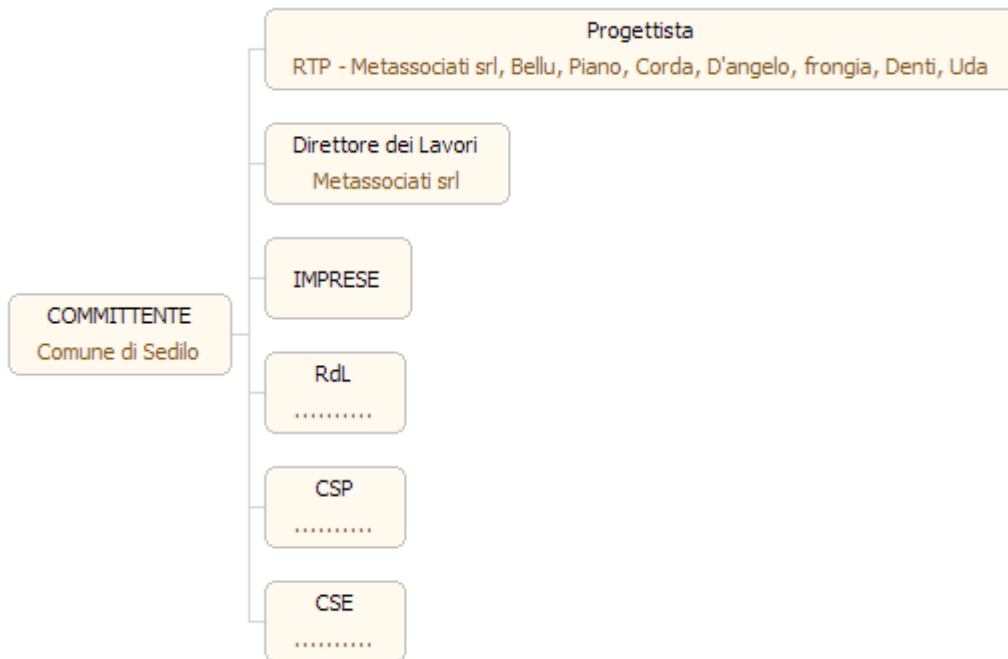 Progettista
RTP - Metassociati srl, Bellu, Piano, Corda, D'angelo, frongia, Denti, Uda
Direttore dei Lavori
Metassociati srl
IMPRESE
COMMITTENTE
Comune di Sedilo
RdL
..........
CSP
..........
CSE
..........